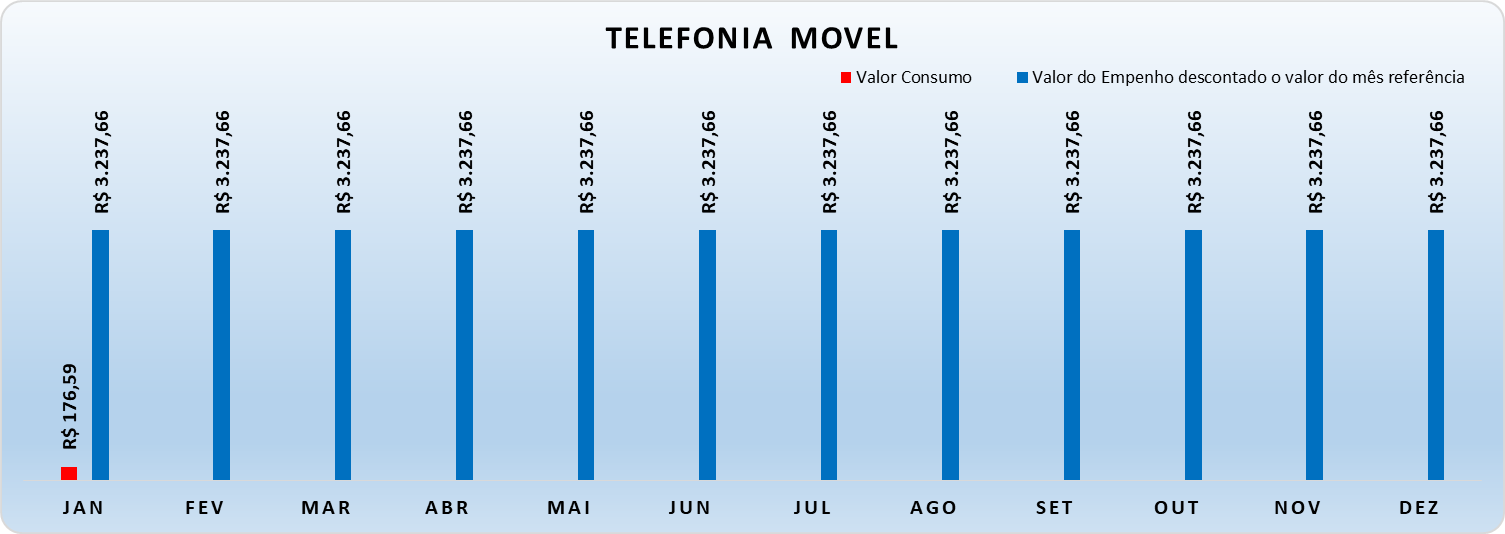 TELEFONIA MOVEL
Valor Consumo
Valor do Empenho descontado o valor do mês referência
R$ 176,59
R$ 3.237,66
R$ 3.237,66
R$ 3.237,66
R$ 3.237,66
R$ 3.237,66
R$ 3.237,66
R$ 3.237,66
R$ 3.237,66
R$ 3.237,66
R$ 3.237,66
R$ 3.237,66
R$ 3.237,66
JAN FEV MAR ABR MAI JUN JUL AGO SET OUT NOV DEZ